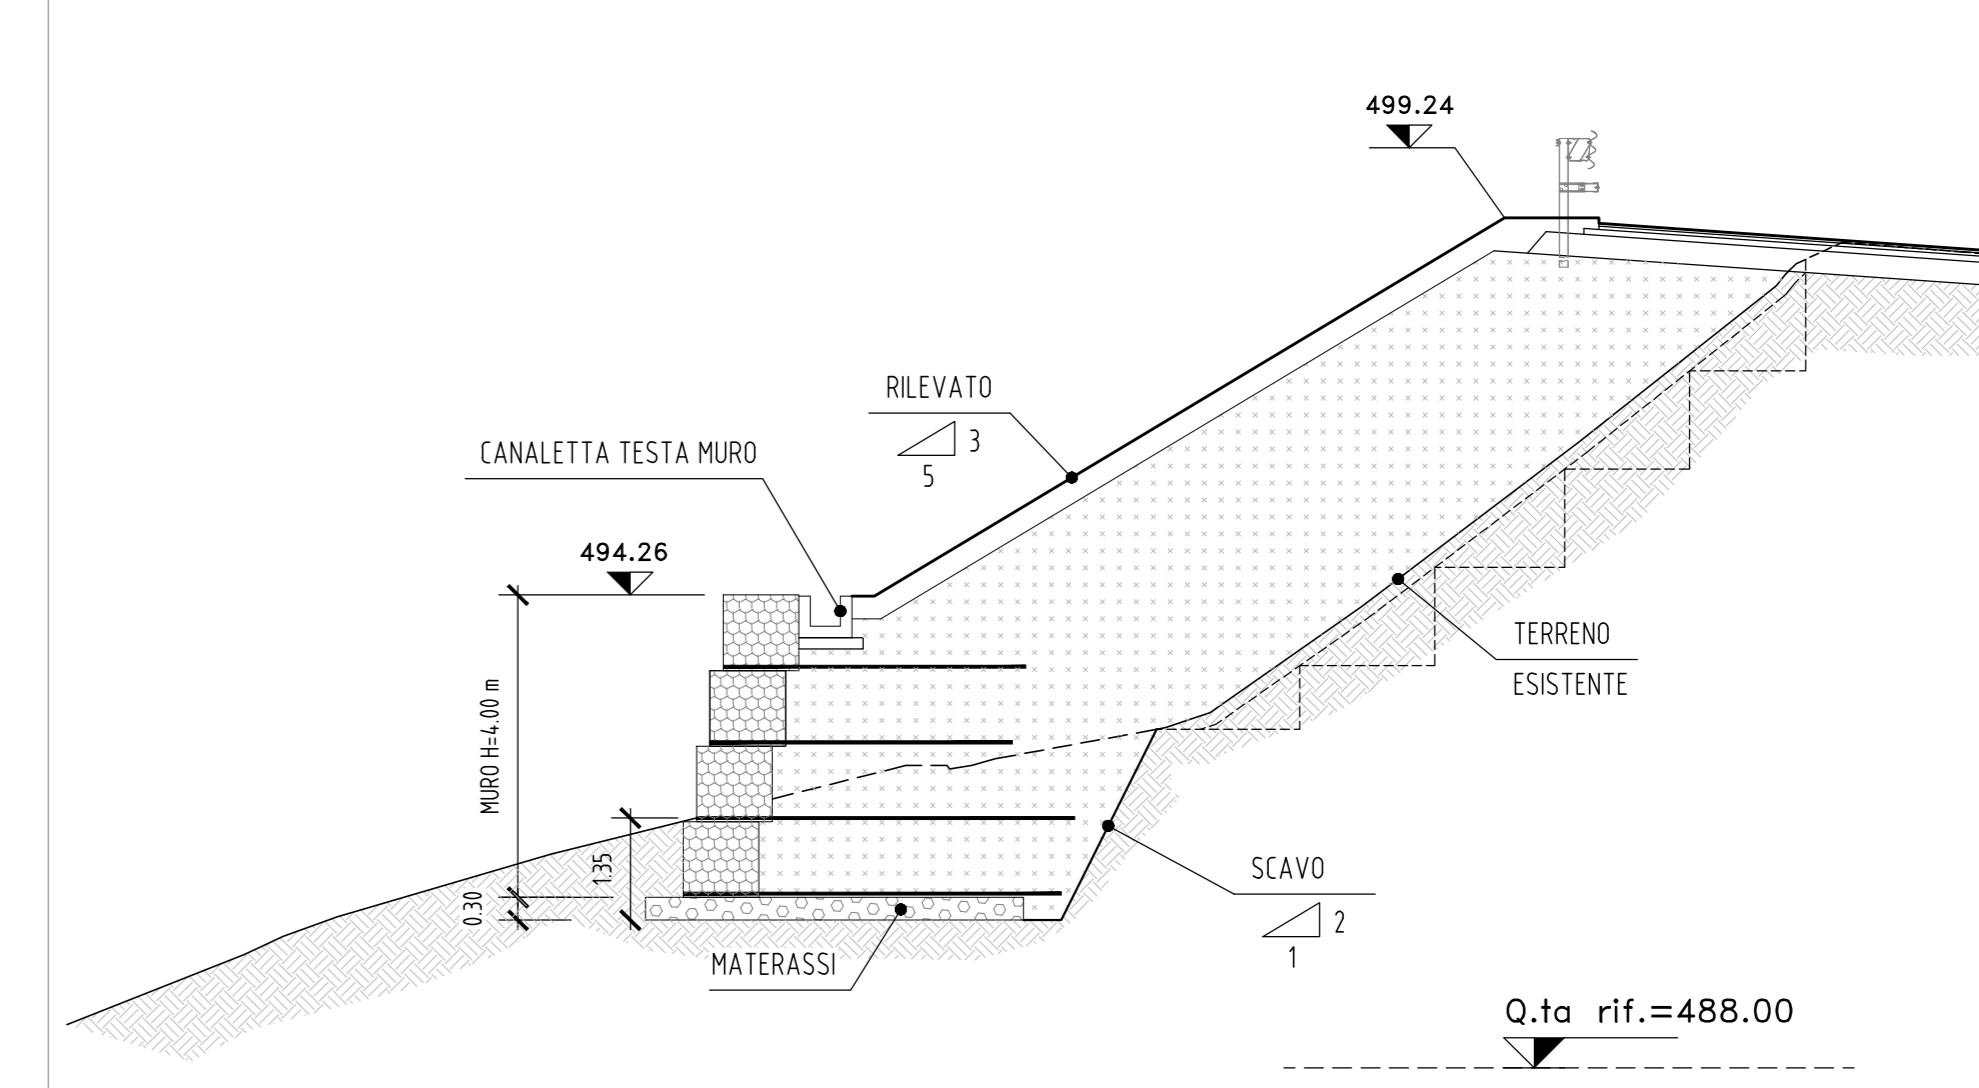 499.24
RILEVATO
3
5
CANALETTA TESTA MURO
494.26
TERRENO
ESISTENTE
MURO H=4.00 m
1.35
0.30
SCAVO
2
1
MATERASSI
Q.ta rif.=488.00